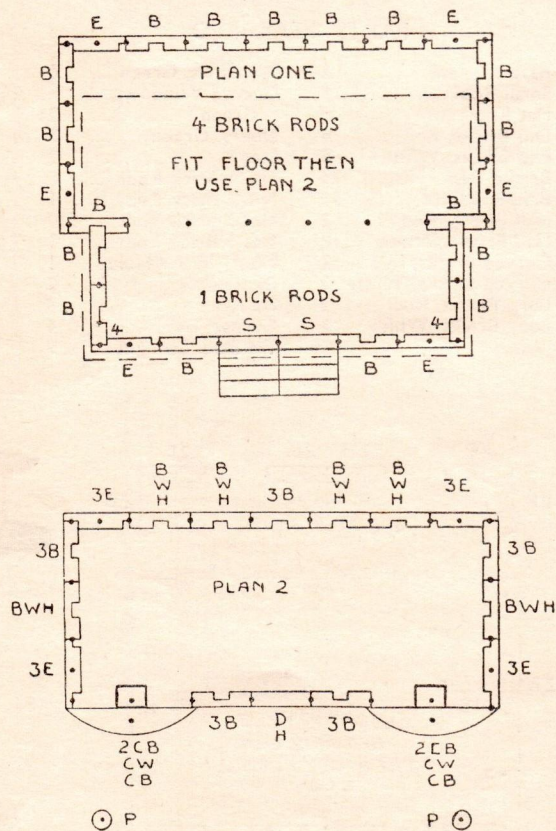 E B B B B B E
B B
PLAN ONE
4 BRICK RODS
B B
FIT FLOOR THEN
USE PLAN 2
E E
B B
B B
1 BRICK RODS
B B
S S
4 4
E B B E
B B B B
3E W W 3B W W 3E
H H H H
3B 3B
PLAN 2
BWH BWH
3E 3E
3B D 3B
H
2CB 2CB
CW CW
CB CB
P P